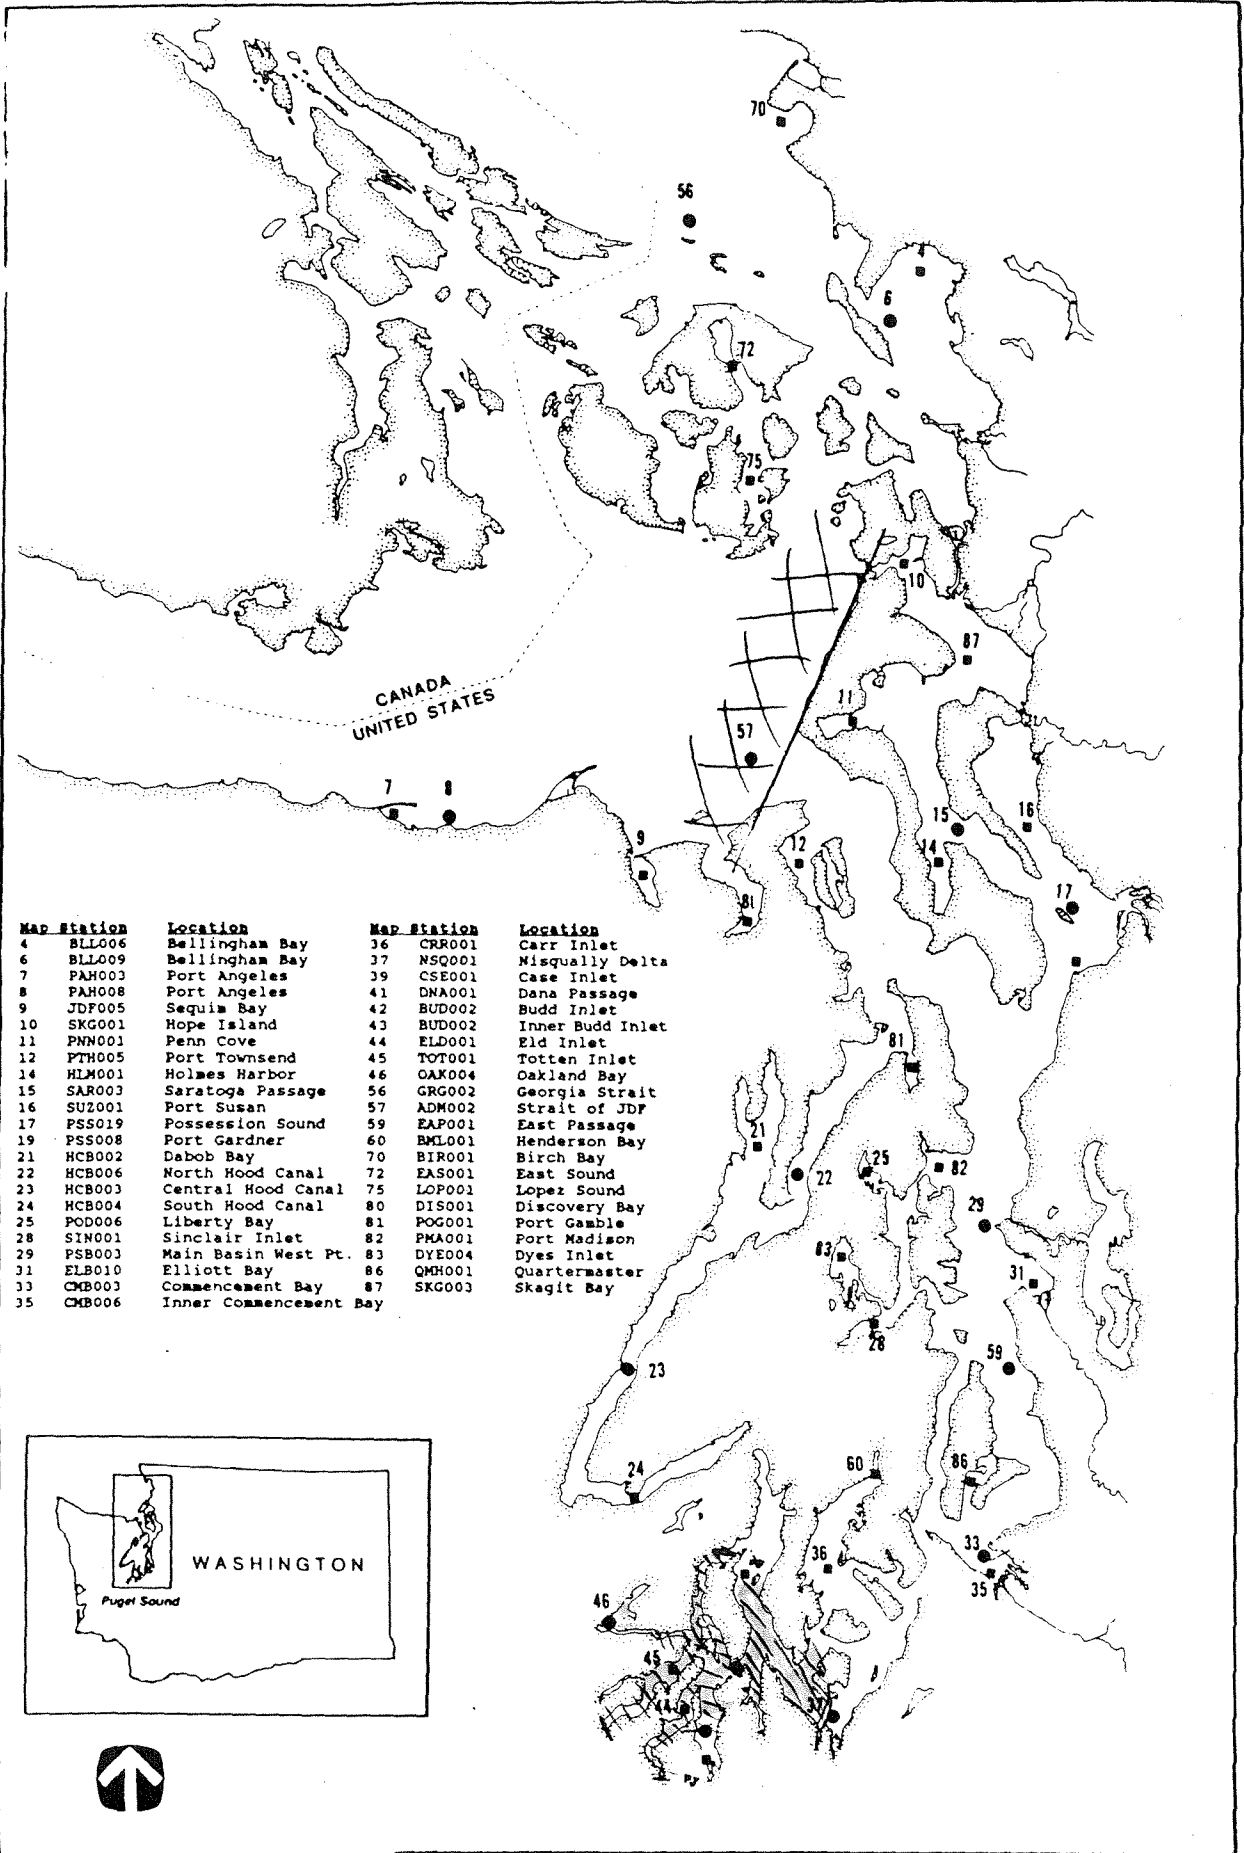 70
56
4
6
72
75
10
87
CANADA
UNITED STATES
11
57
7
8
15
16
9
12
14
17
81
Map Station Location Map Station Location
4 BLL006 Bellingham Bay 36 CRR001 Carr Inlet
6 BLL009 Bellingham Bay 37 NSQ001 Nisqually Delta
7 PAH003 Port Angeles 39 CSE001 Case Inlet
8 PAH008 Port Angeles 41 DNA001 Dana Passage
9 JDF005 Sequim Bay 42 BUD002 Budd Inlet
10 SKG001 Hope Island 43 BUD002 Inner Budd Inlet
11 PNN001 Penn Cove 44 ELD001 Eld Inlet
12 PTH005 Port Townsend 45 TOT001 Totten Inlet
14 HLM001 Holmes Harbor 46 OAK004 Oakland Bay
15 SAR003 Saratoga Passage 56 GRG002 Georgia Strait
16 SUZ001 Port Susan 57 ADM002 Strait of JDF
17 PSS019 Possession Sound 59 EAP001 East Passage
19 PSS008 Port Gardner 60 BML001 Henderson Bay
21 HCB002 Dabob Bay 70 BIR001 Birch Bay
22 HCB006 North Hood Canal 72 EAS001 East Sound
23 HCB003 Central Hood Canal 75 LOP001 Lopez Sound
24 HCB004 South Hood Canal 80 DIS001 Discovery Bay
25 POD006 Liberty Bay 81 POG001 Port Gamble
28 SIN001 Sinclair Inlet 82 PMA001 Port Madison
29 PSB003 Main Basin West Pt. 83 DYE004 Dyes Inlet
31 ELB010 Elliott Bay 86 QMH001 Quartermaster
33 CMB003 Commencement Bay 87 SKG003 Skagit Bay
35 CMB006 Inner Commencement Bay
81
21
22
25
82
29
83
31
28
23
59
24
60
86
WASHINGTON
Puget Sound
36
33
35
46
45
44